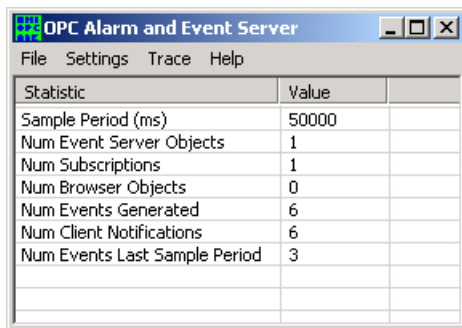 OPC Alarm and Event Server
File Settings Trace Help
Statistic Value
Sample Period (ms) 50000
Num Event Server Objects 1
Num Subscriptions 1
Num Browser Objects 0
Num Events Generated 6
Num Client Notifications 6
Num Events Last Sample Period 3